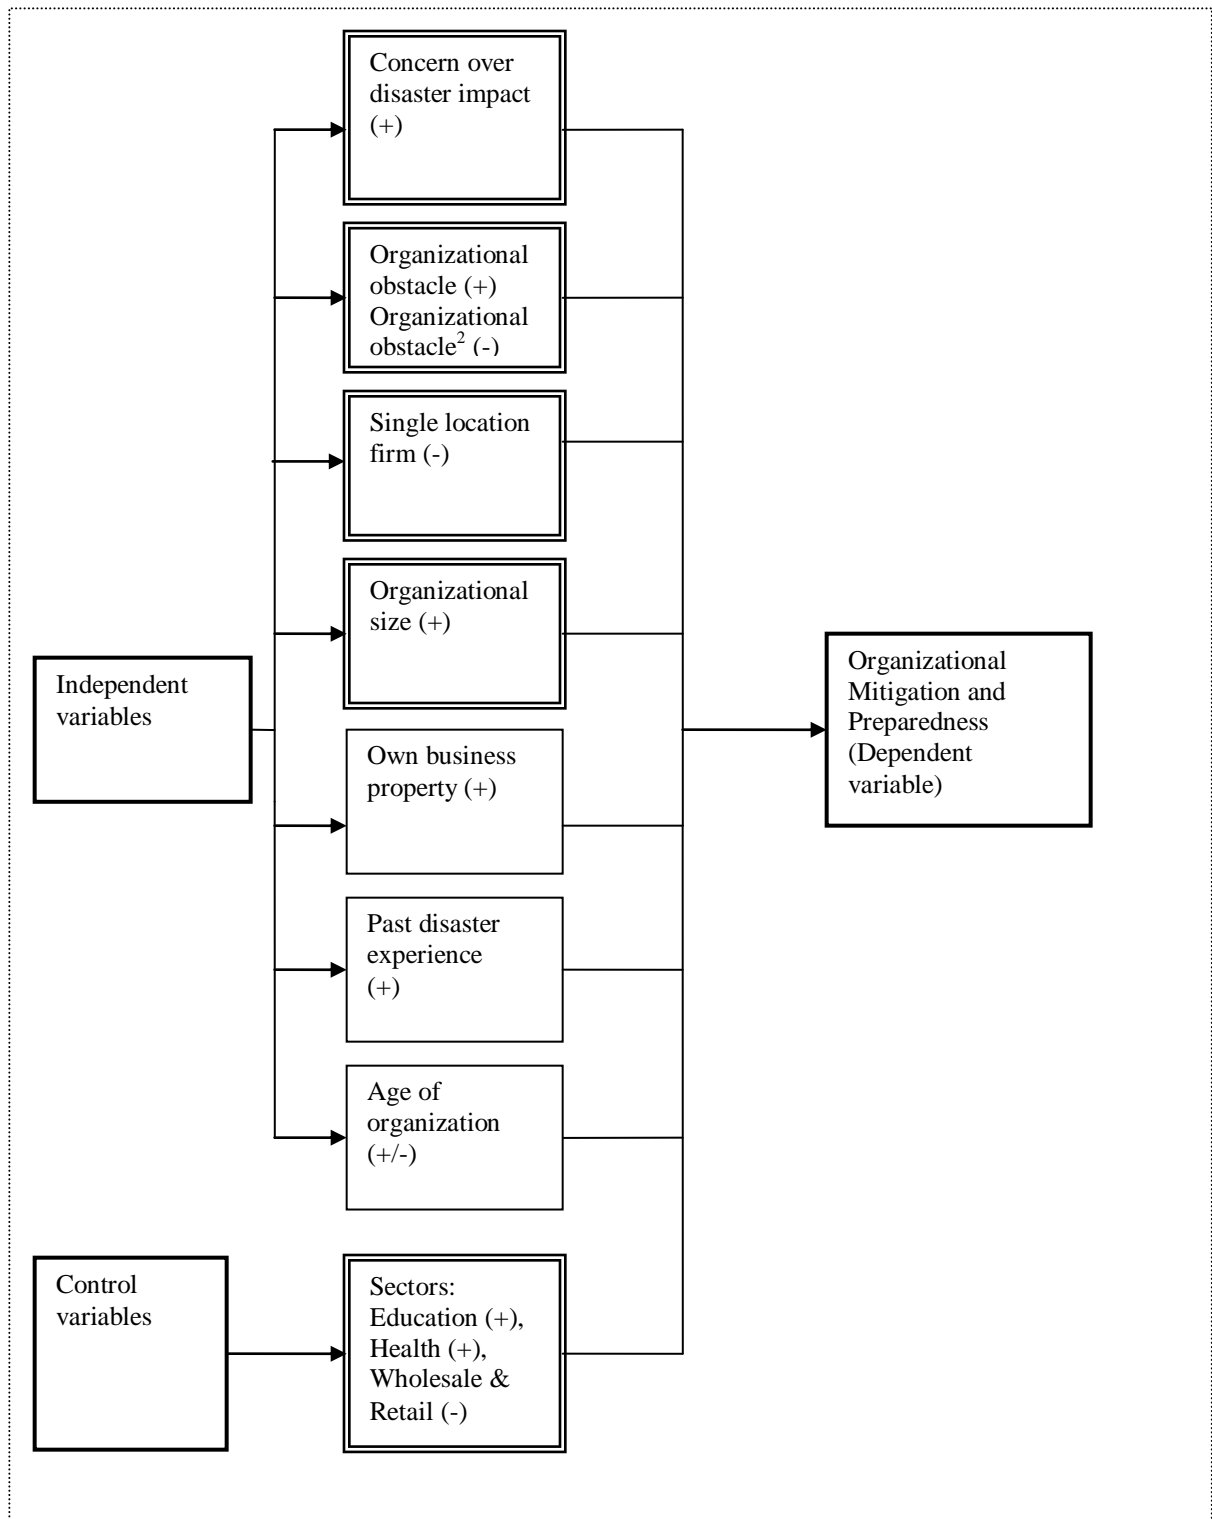 Concern over
disaster impact
(+)
Organizational
obstacle (+)
Organizational
obstacle² (-)
Single location
firm (-)
Organizational
size (+)
Independent
variables
Organizational
Mitigation and
Preparedness
(Dependent
variable)
Own business
property (+)
Past disaster
experience
(+)
Age of
organization
(+/-)
Control
variables
Sectors:
Education (+),
Health (+),
Wholesale &
Retail (-)